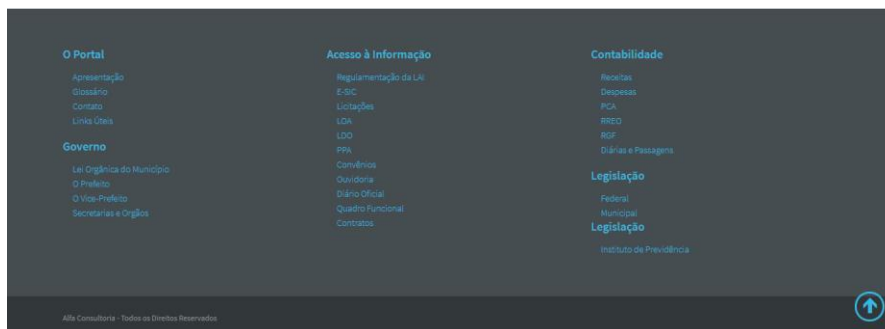 O Portal
Apresentação
Glossário
Contato
Links Úteis
Governo
Lei Orgânica do Município
O Prefeito
O Vice-Prefeito
Secretarias e Orgãos
Acesso à Informação
Regulamentação da LAI
E-SIC
Licitações
LOA
LDO
PPA
Convênios
Ouvidoria
Diário Oficial
Quadro Funcional
Contratos
Contabilidade
Receitas
Despesas
PCA
RREO
RGF
Diárias e Passagens
Legislação
Federal
Municipal
Legislação
Instituto de Previdência
Alfa Consultoria - Todos os Direitos Reservados